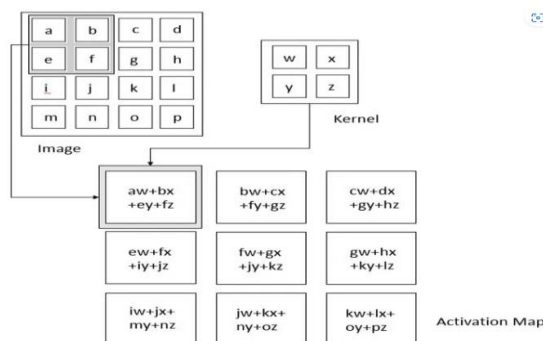 a b c d
e f g h
i j k l
m n o p
Image
w x
y z
Kernel
aw+bx
+ey+fz
bw+cx
+fy+gz
cw+dx
+gy+hz
ew+fx
+iy+jz
fw+gx
+jy+kz
gw+hx
+ky+lz
iw+jx+
my+nz
jw+kx+
ny+oz
kw+lx+
oy+pz
Activation Map